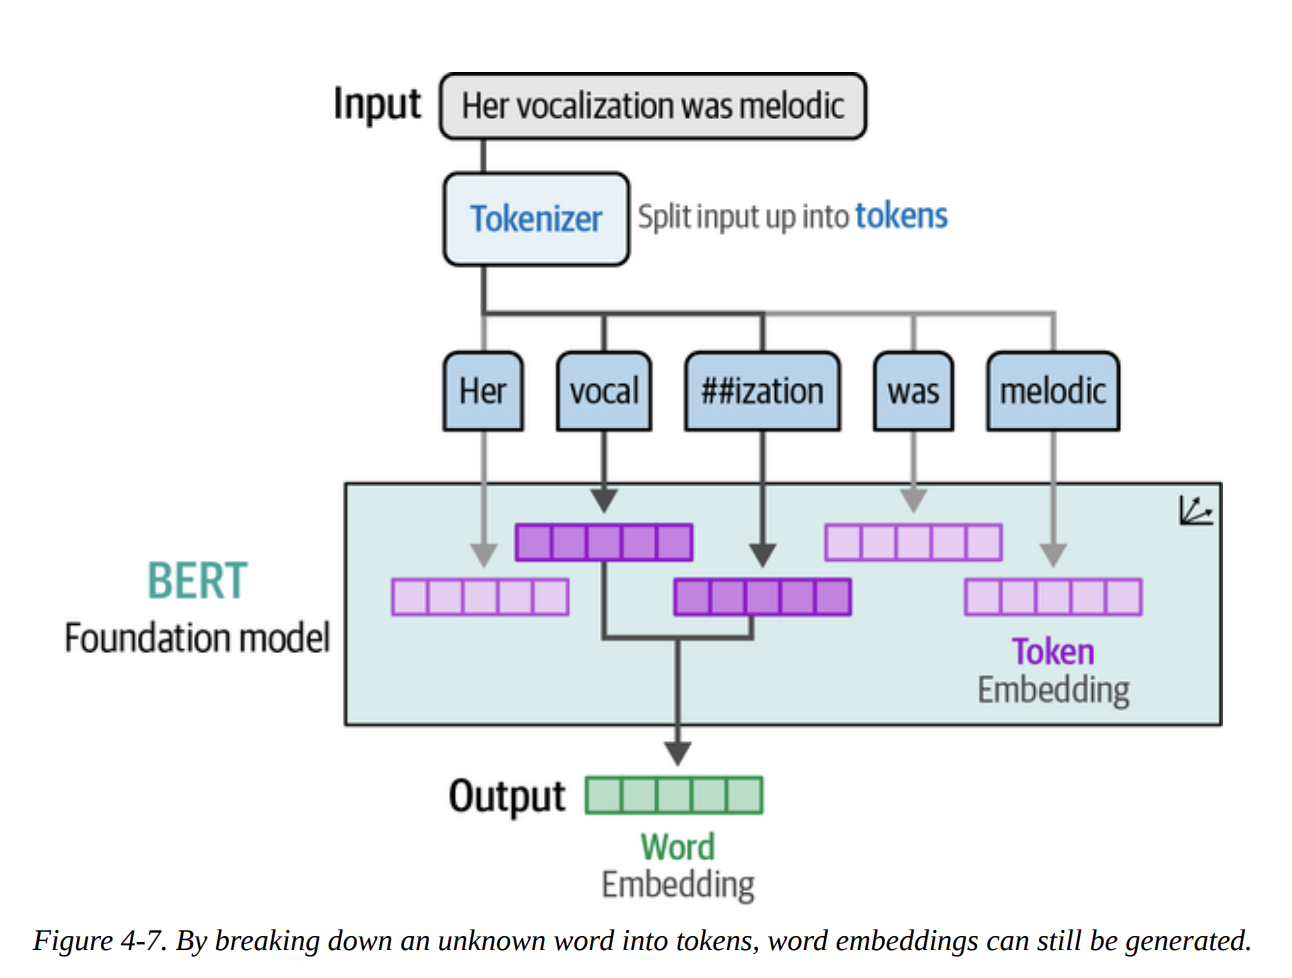 Input
Her vocalization was melodic
Tokenizer
Split input up into tokens
Her
vocal
##ization
was
melodic
BERT
Foundation model
Token
Embedding
Output
Word
Embedding
Figure 4-7. By breaking down an unknown word into tokens, word embeddings can still be generated.